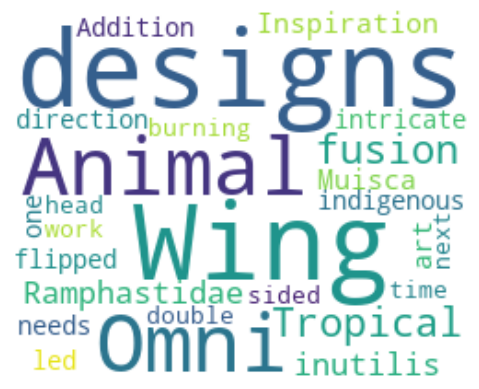 Addition Inspiration
designs
direction burning intricate
Animal fusion
Muisca
one head Wing indigenous
work art next
flipped
Ramphastidae sided time
needs double Tropical
Omni
led inutilis